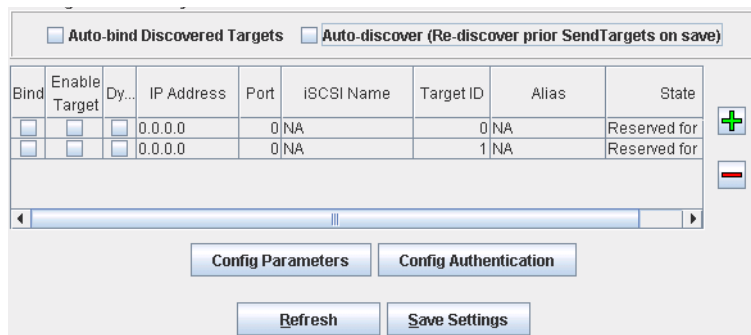 Auto-bind Discovered Targets Auto-discover (Re-discover prior SendTargets on save)
Bind Enable Target Dy... IP Address Port iSCSI Name Target ID Alias State
0.0.0.0 0 NA 0 NA Reserved for
0.0.0.0 0 NA 1 NA Reserved for
Config Parameters Config Authentication
Refresh Save Settings